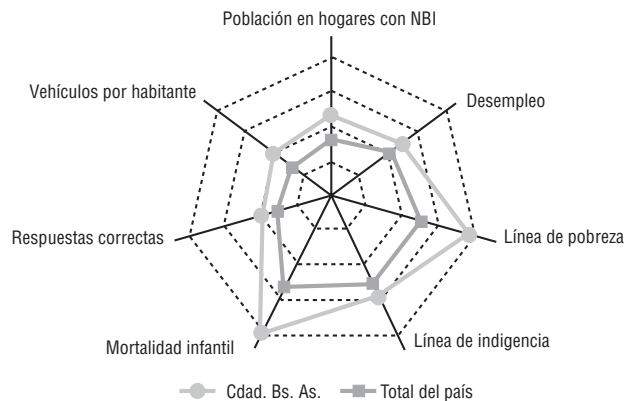 Población en hogares con NBI
Vehículos por habitante
Desempleo
Respuestas correctas
Línea de pobreza
Mortalidad infantil
Línea de indigencia
Cdad. Bs. As.
Total del país